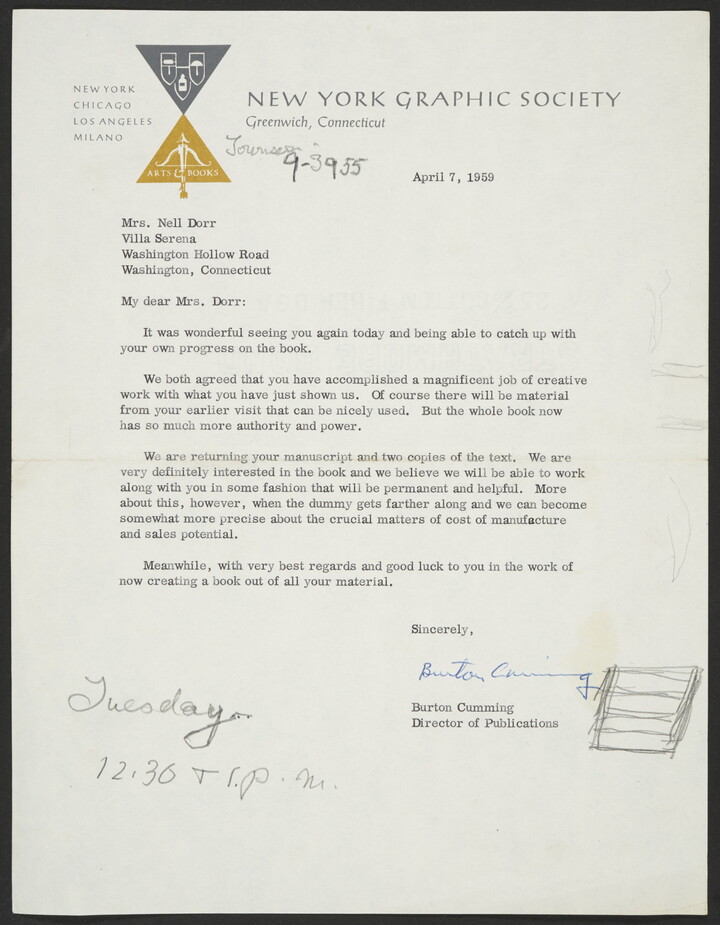 NEW YORK
CHICAGO
LOS ANGELES
MILANO
ARTS & BOOKS
NEW YORK GRAPHIC SOCIETY
Greenwich, Connecticut
9-3955
April 7, 1959
Mrs. Nell Dorr
Villa Serena
Washington Hollow Road
Washington, Connecticut
My dear Mrs. Dorr:
It was wonderful seeing you again today and being able to catch up with
your own progress on the book.
We both agreed that you have accomplished a magnificent job of creative
work with what you have just shown us. Of course there will be material
from your earlier visit that can be nicely used. But the whole book now
has so much more authority and power.
We are returning your manuscript and two copies of the text. We are
very definitely interested in the book and we believe we will be able to work
along with you in some fashion that will be permanent and helpful. More
about this, however, when the dummy gets farther along and we can become
somewhat more precise about the crucial matters of cost of manufacture
and sales potential.
Meanwhile, with very best regards and good luck to you in the work of
now creating a book out of all your material.
Sincerely,
Burton Cumming
Burton Cumming
Director of Publications
Tuesday
12.30 + 1.p.m.